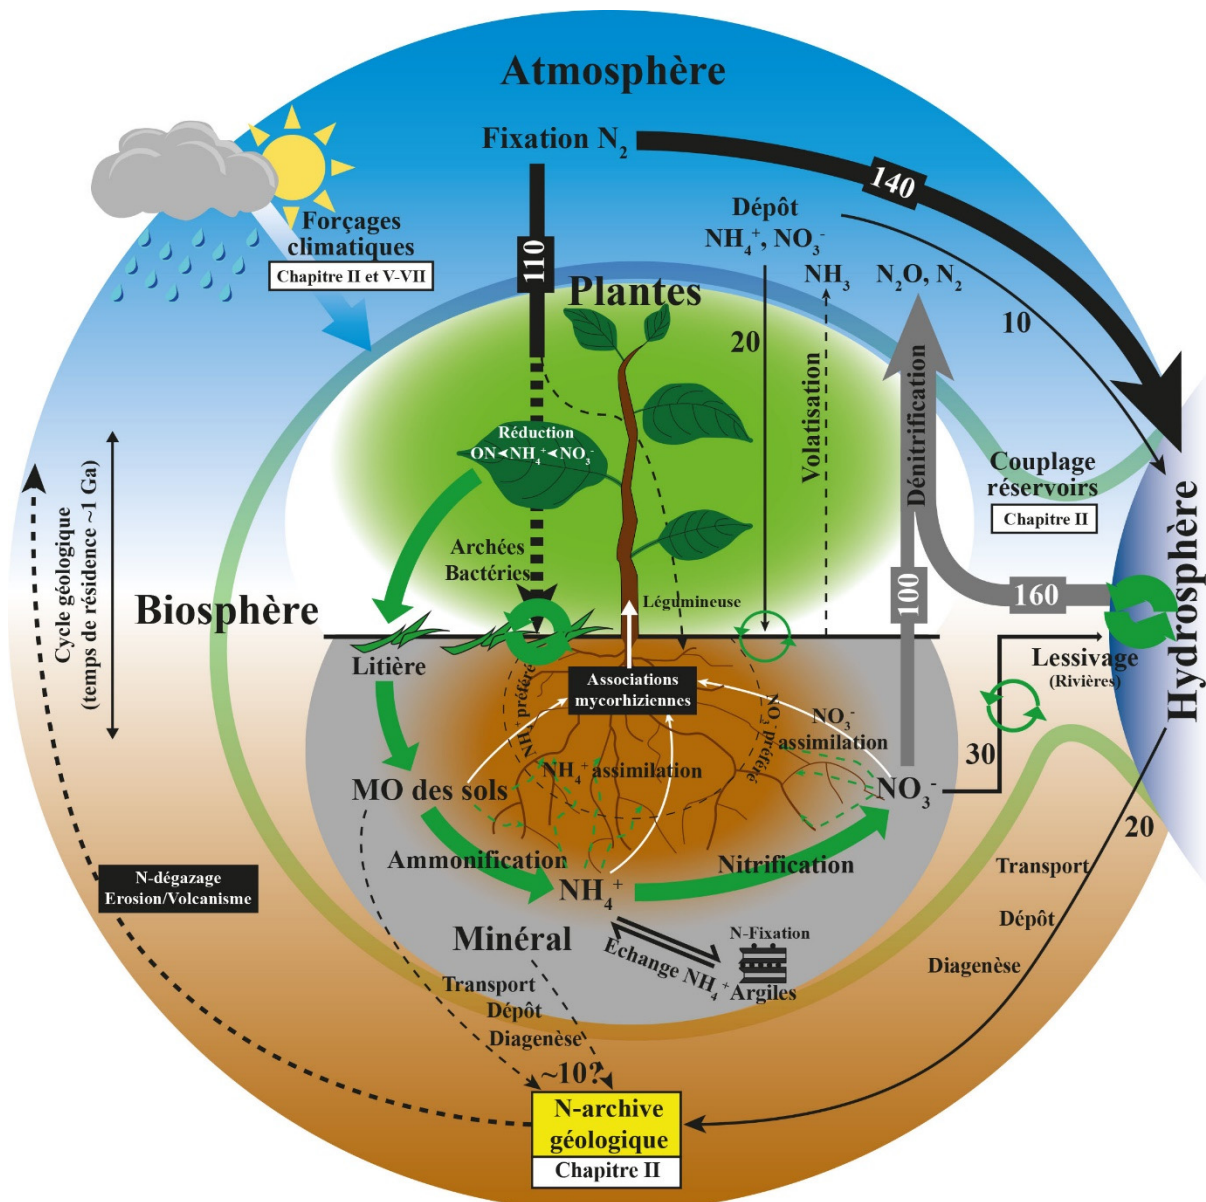 Atmosphère
Fixation N₂
140
Forçages
climatiques
Chapitre II et V-VII
110
Dépôt
NH₄⁺, NO₃⁻
NH₃
N₂O, N₂
Plantes
20
10
Volatisation
Dénitrification
Réduction
ON◄NH₄⁺◄NO₃⁻
Couplage
réservoirs
Chapitre II
Cycle géologique
(temps de résidence ~1 Ga)
Archées
Bactéries
Légumineuse
Biosphère
100
160
Hydrosphère
Litière
Lessivage
(Rivières)
Associations
mycorhiziennes
NH₄⁺ préféré
NO₃⁻ préféré
NO₃⁻
assimilation
NH₄⁺ assimilation
30
MO des sols
NO₃⁻
20
Ammonification
Nitrification
NH₄⁺
Transport
N-dégazage
Erosion/Volcanisme
Minéral
Echange NH₄⁺
N-Fixation
Argiles
Dépôt
Diagenèse
Transport
Dépôt
Diagenèse
~10?
N-archive
géologique
Chapitre II